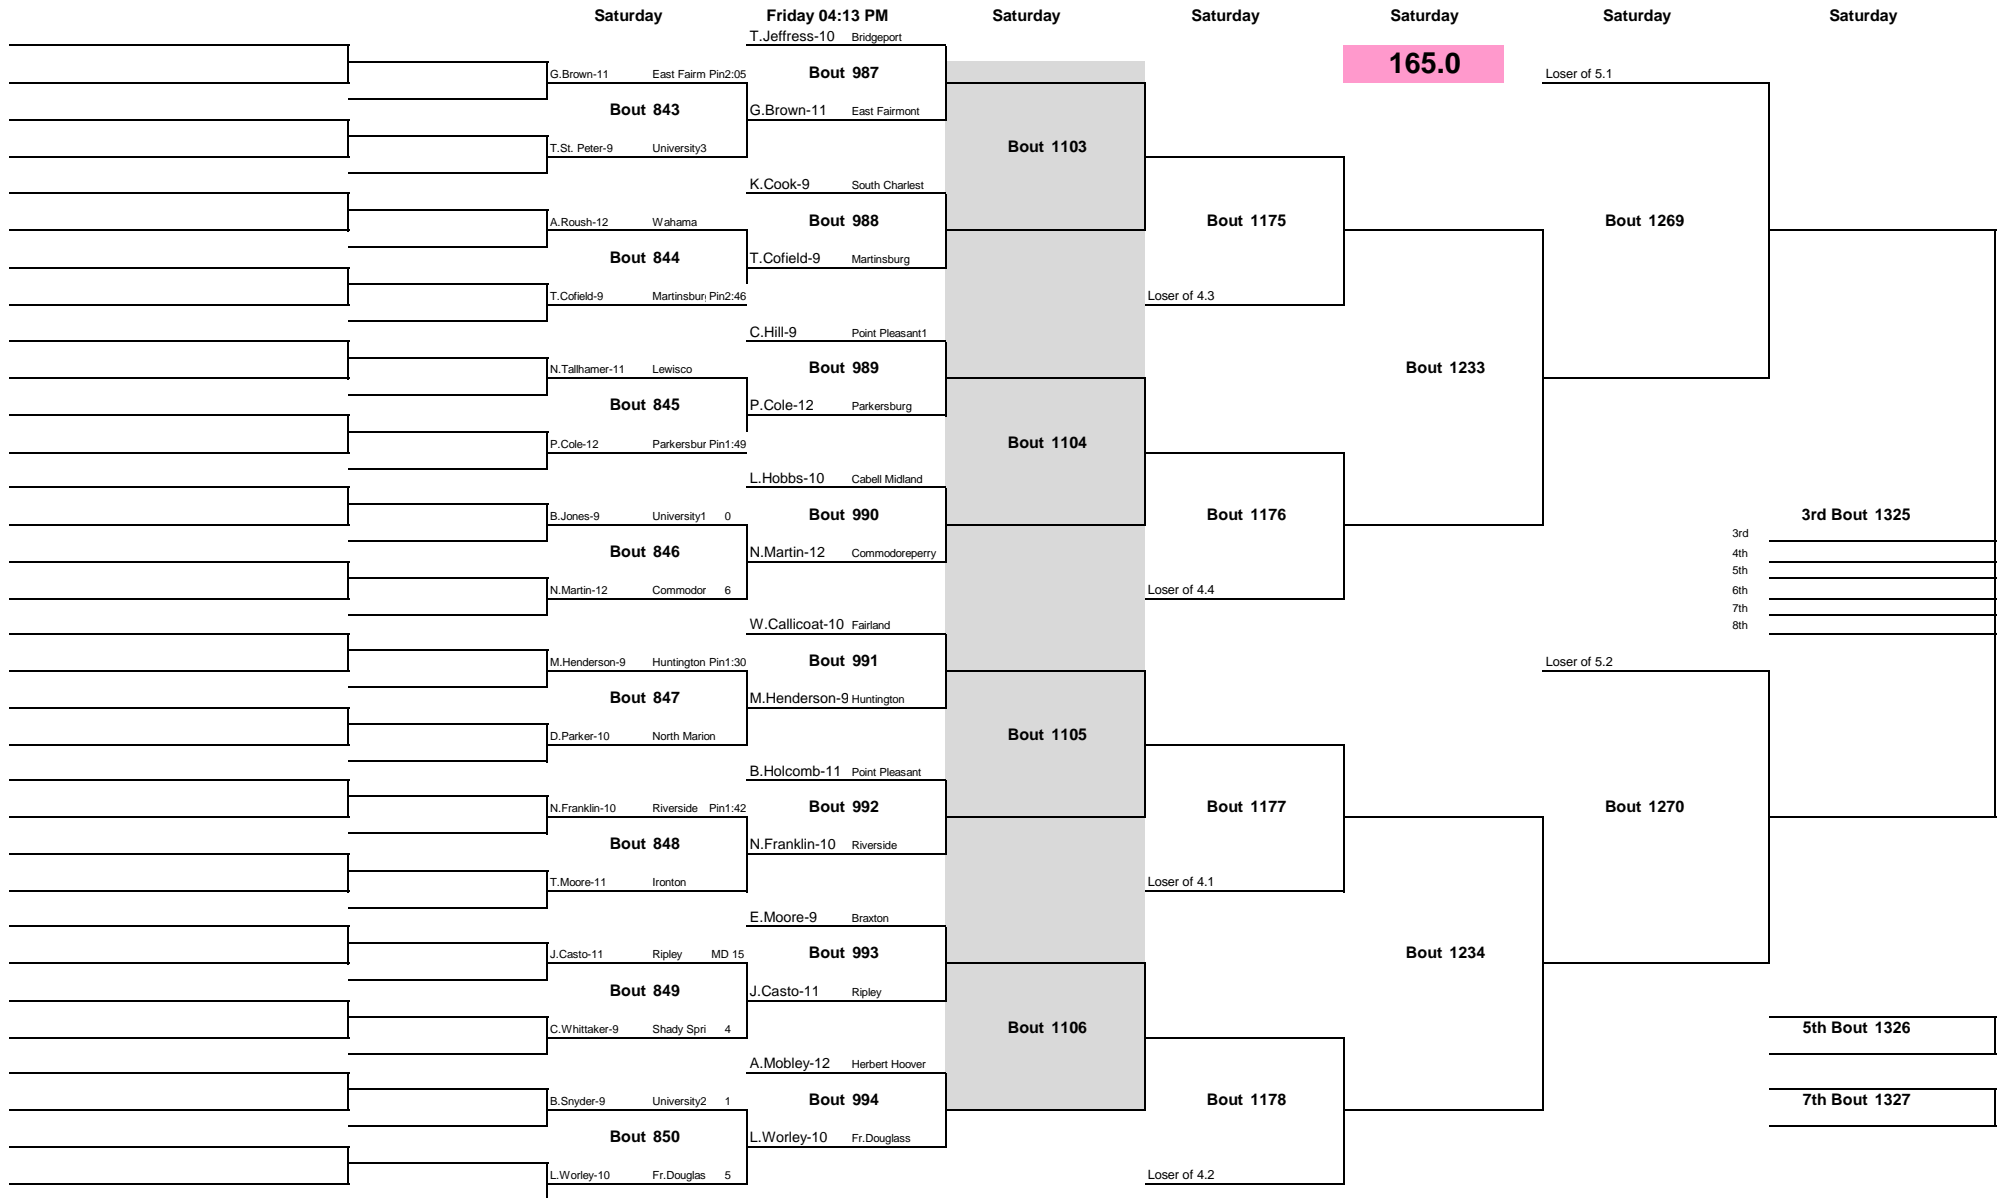 Saturday Friday 04:13 PM Saturday Saturday Saturday Saturday Saturday
T.Jeffress-10 Bridgeport
165.0
G.Brown-11 East Fairm Pin2:05 Bout 987 Loser of 5.1
Bout 843 G.Brown-11 East Fairmont
T.St. Peter-9 University3 Bout 1103
K.Cook-9 South Charlest
A.Roush-12 Wahama Bout 988 Bout 1175 Bout 1269
Bout 844 T.Cofield-9 Martinsburg
T.Cofield-9 Martinsbur Pin2:46 Loser of 4.3
C.Hill-9 Point Pleasant1
N.Tallhamer-11 Lewisco Bout 989 Bout 1233
Bout 845 P.Cole-12 Parkersburg
P.Cole-12 Parkersbur Pin1:49 Bout 1104
L.Hobbs-10 Cabell Midland
B.Jones-9 University1 0 Bout 990 Bout 1176 3rd Bout 1325
3rd
Bout 846 N.Martin-12 Commodoreperry 4th
5th
N.Martin-12 Commodor 6 Loser of 4.4 6th
7th
W.Callicoat-10 Fairland 8th
M.Henderson-9 Huntington Pin1:30 Bout 991 Loser of 5.2
Bout 847 M.Henderson-9 Huntington
D.Parker-10 North Marion Bout 1105
B.Holcomb-11 Point Pleasant
N.Franklin-10 Riverside Pin1:42 Bout 992 Bout 1177 Bout 1270
Bout 848 N.Franklin-10 Riverside
T.Moore-11 Ironton Loser of 4.1
E.Moore-9 Braxton
J.Casto-11 Ripley MD 15 Bout 993 Bout 1234
Bout 849 J.Casto-11 Ripley
C.Whittaker-9 Shady Spri 4 Bout 1106 5th Bout 1326
A.Mobley-12 Herbert Hoover
B.Snyder-9 University2 1 Bout 994 Bout 1178 7th Bout 1327
Bout 850 L.Worley-10 Fr.Douglass
L.Worley-10 Fr.Douglas 5 Loser of 4.2